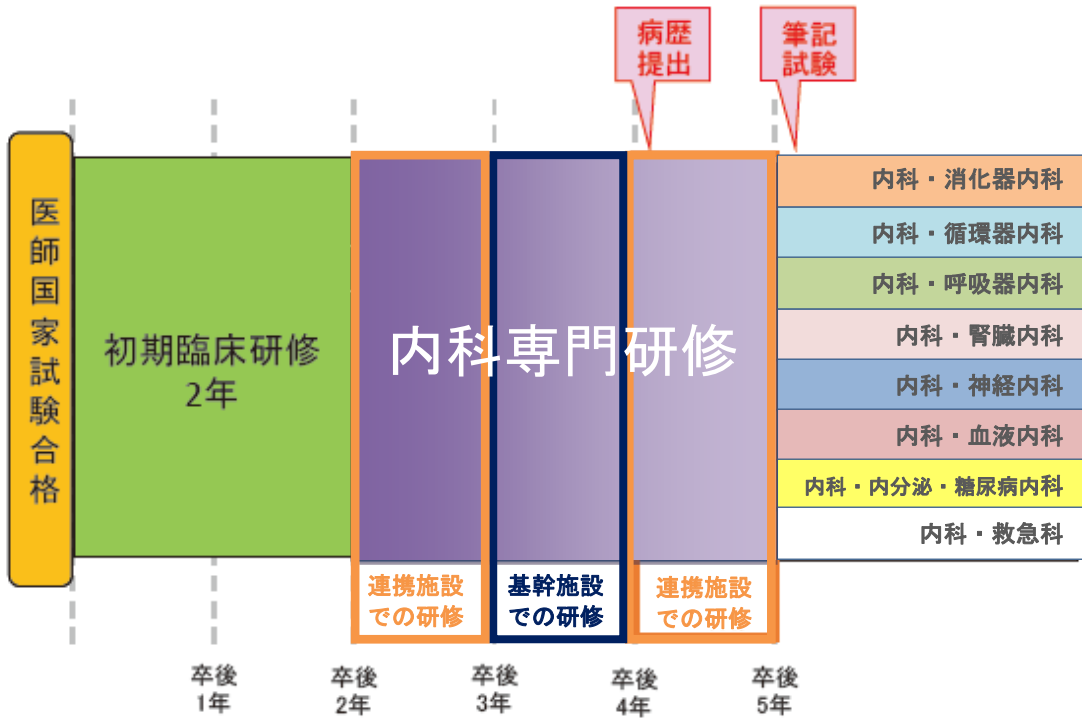 病歴
提出
筆記
試験
医師国家試験合格
初期臨床研修
2年
内科専門研修
内科・消化器内科
内科・循環器内科
内科・呼吸器内科
内科・腎臓内科
内科・神経内科
内科・血液内科
内科・内分泌・糖尿病内科
内科・救急科
連携施設
での研修
基幹施設
での研修
連携施設
での研修
卒後
1年
卒後
2年
卒後
3年
卒後
4年
卒後
5年